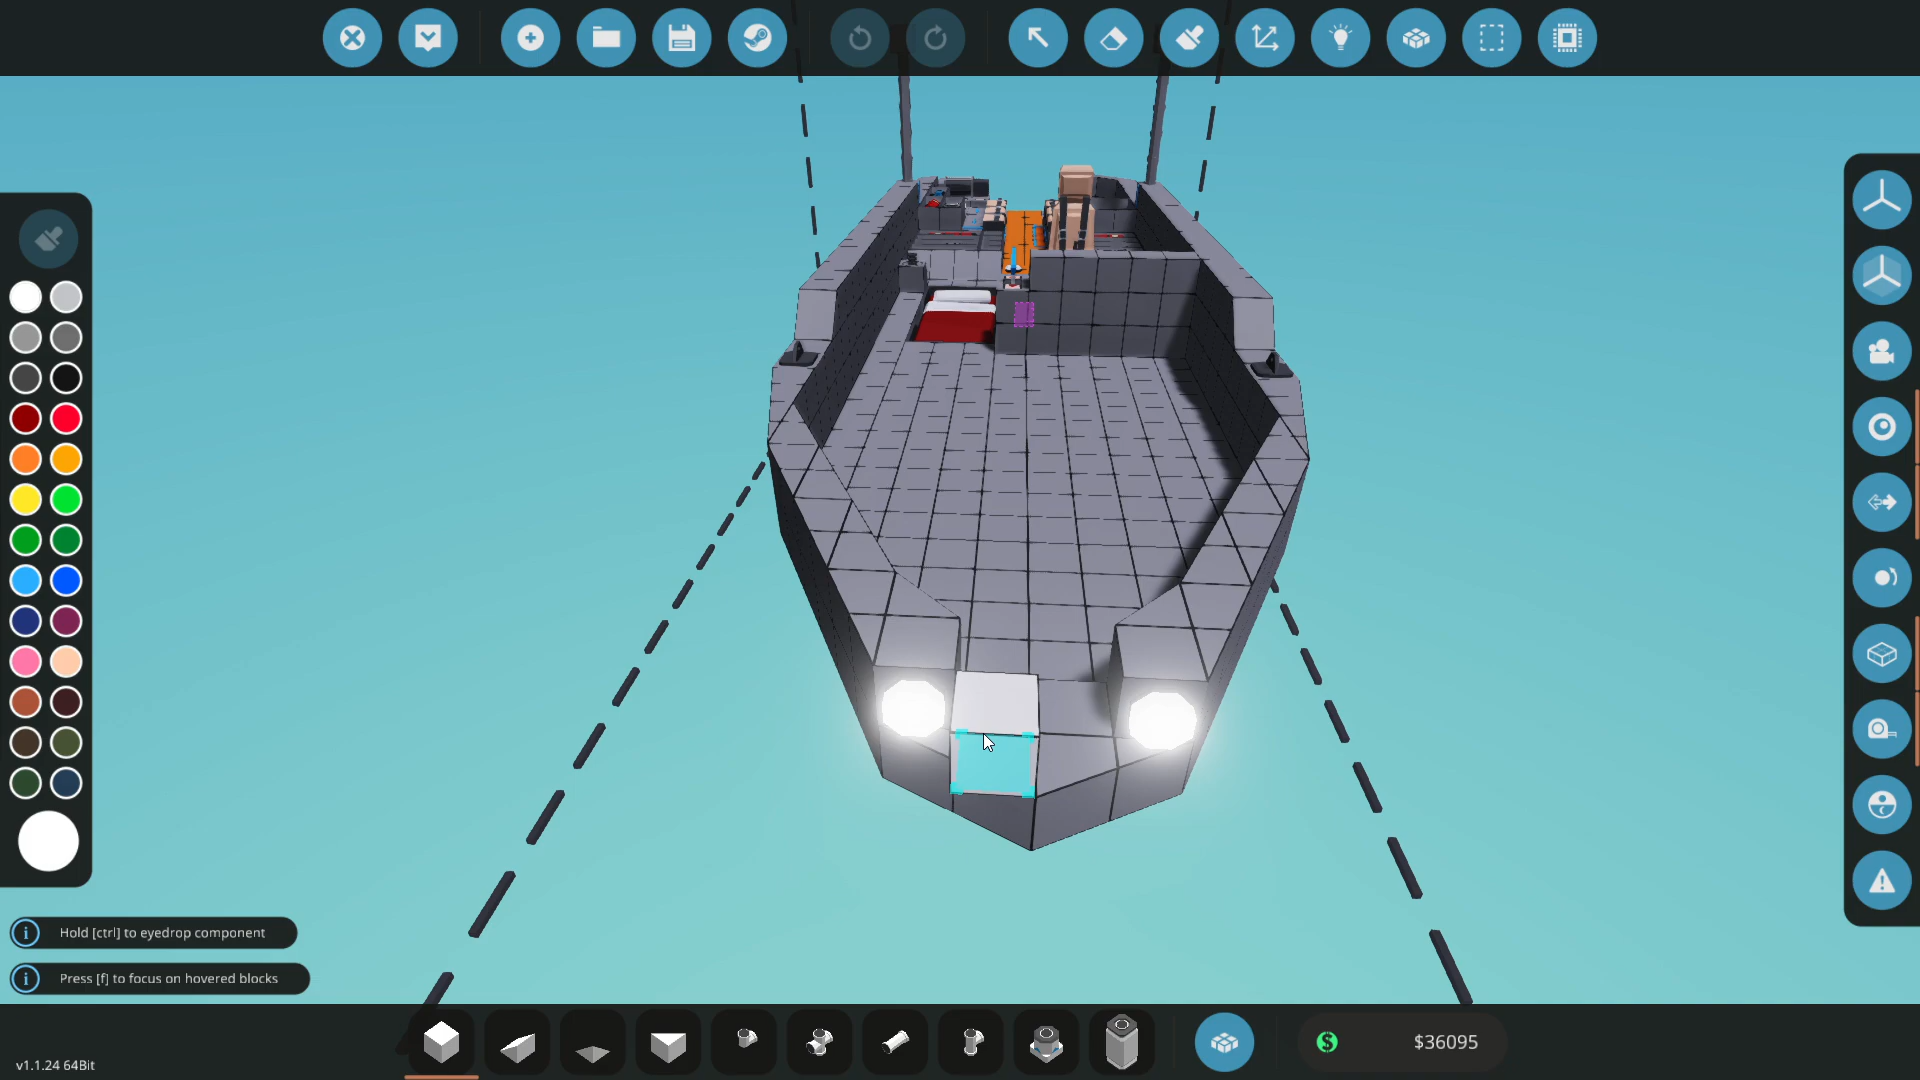 Hold [ctrl] to eyedrop component
Press [f] to focus on hovered blocks
v1.1.24 64Bit
$36095